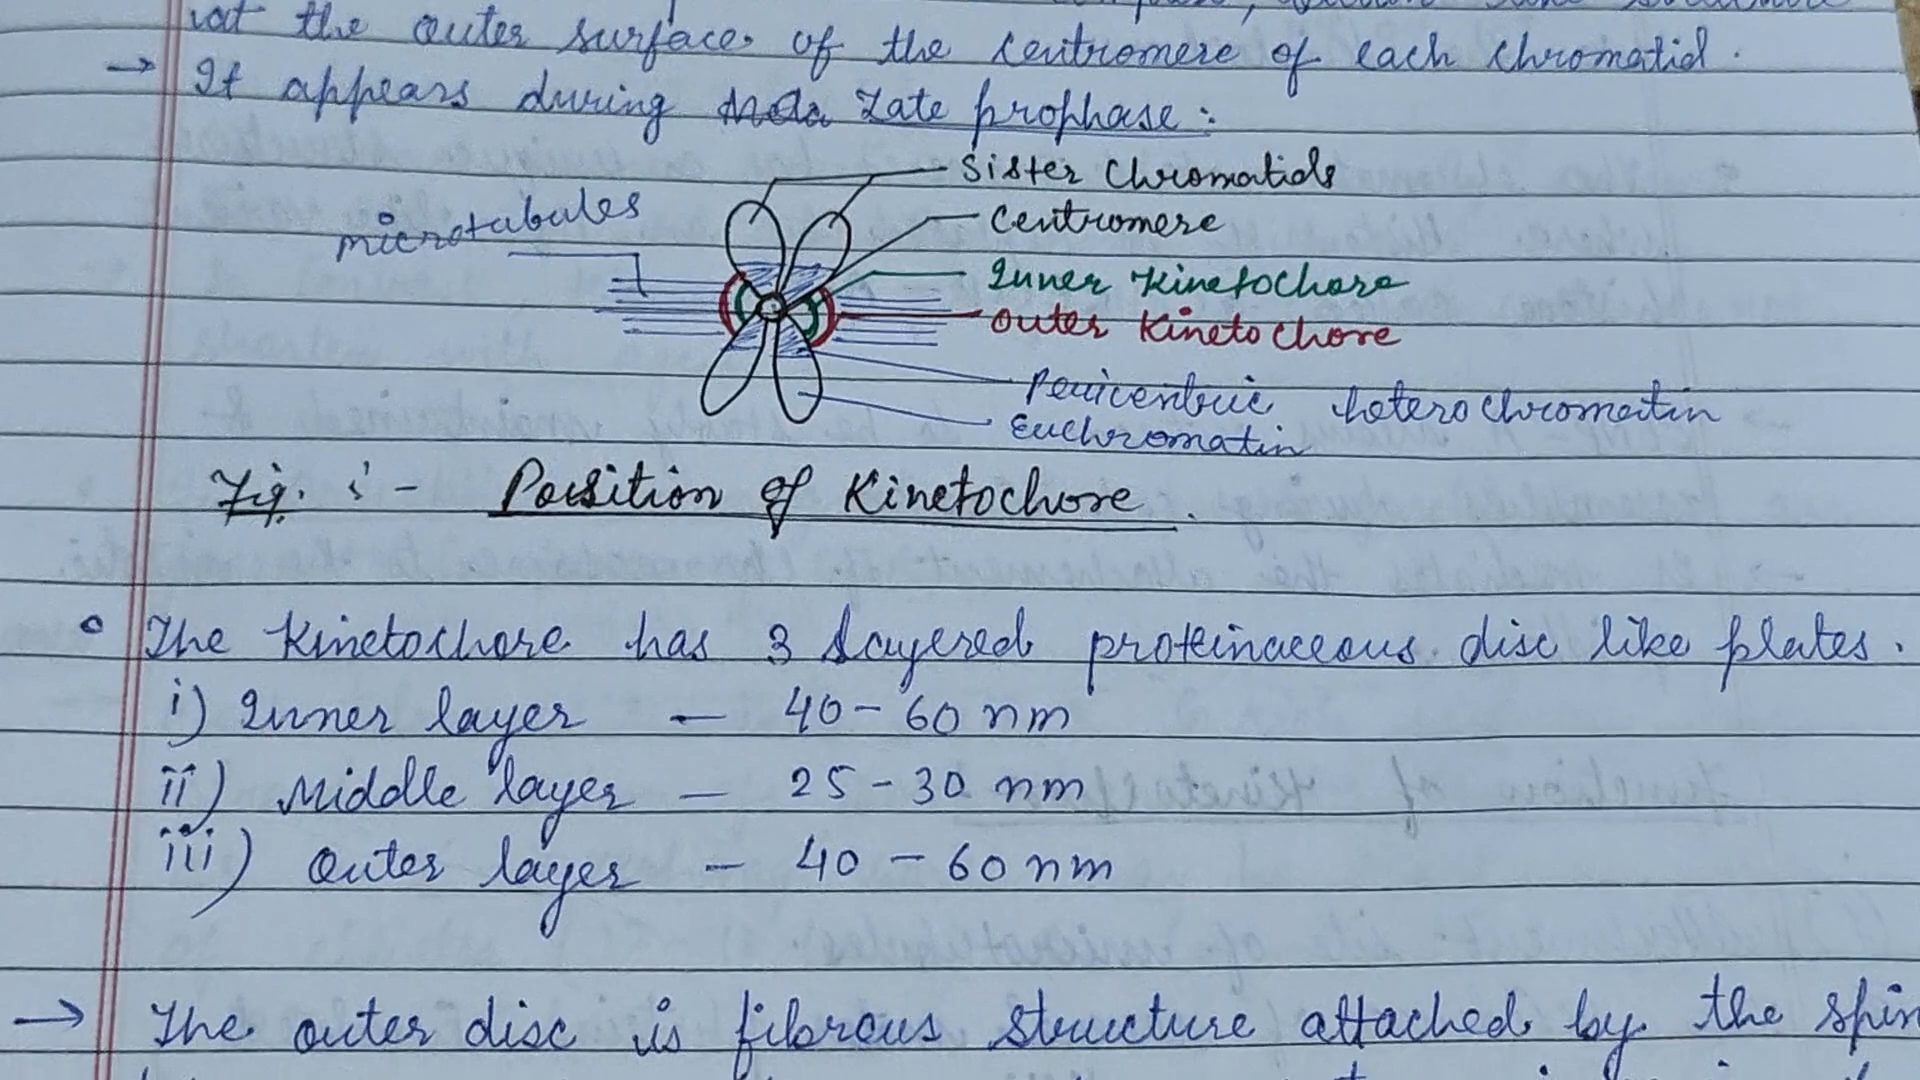 at the outer surface of the centromere of each chromatid.
→ It appears during Late prophase :
Sister Chromatids
microtabules
Centromere
Inner Kinetochore
Outer Kinetochore
Pericentric heterochromatin
Euchromatin
Fig. :- Position of Kinetochore.
• The Kinetochore has 3 layered proteinaceous disc like plates.
i) Inner layer - 40-60 nm
ii) Middle layer - 25-30 nm
iii) Outer layer - 40-60 nm
→ The outer disc is fibrous structure attached by the spin